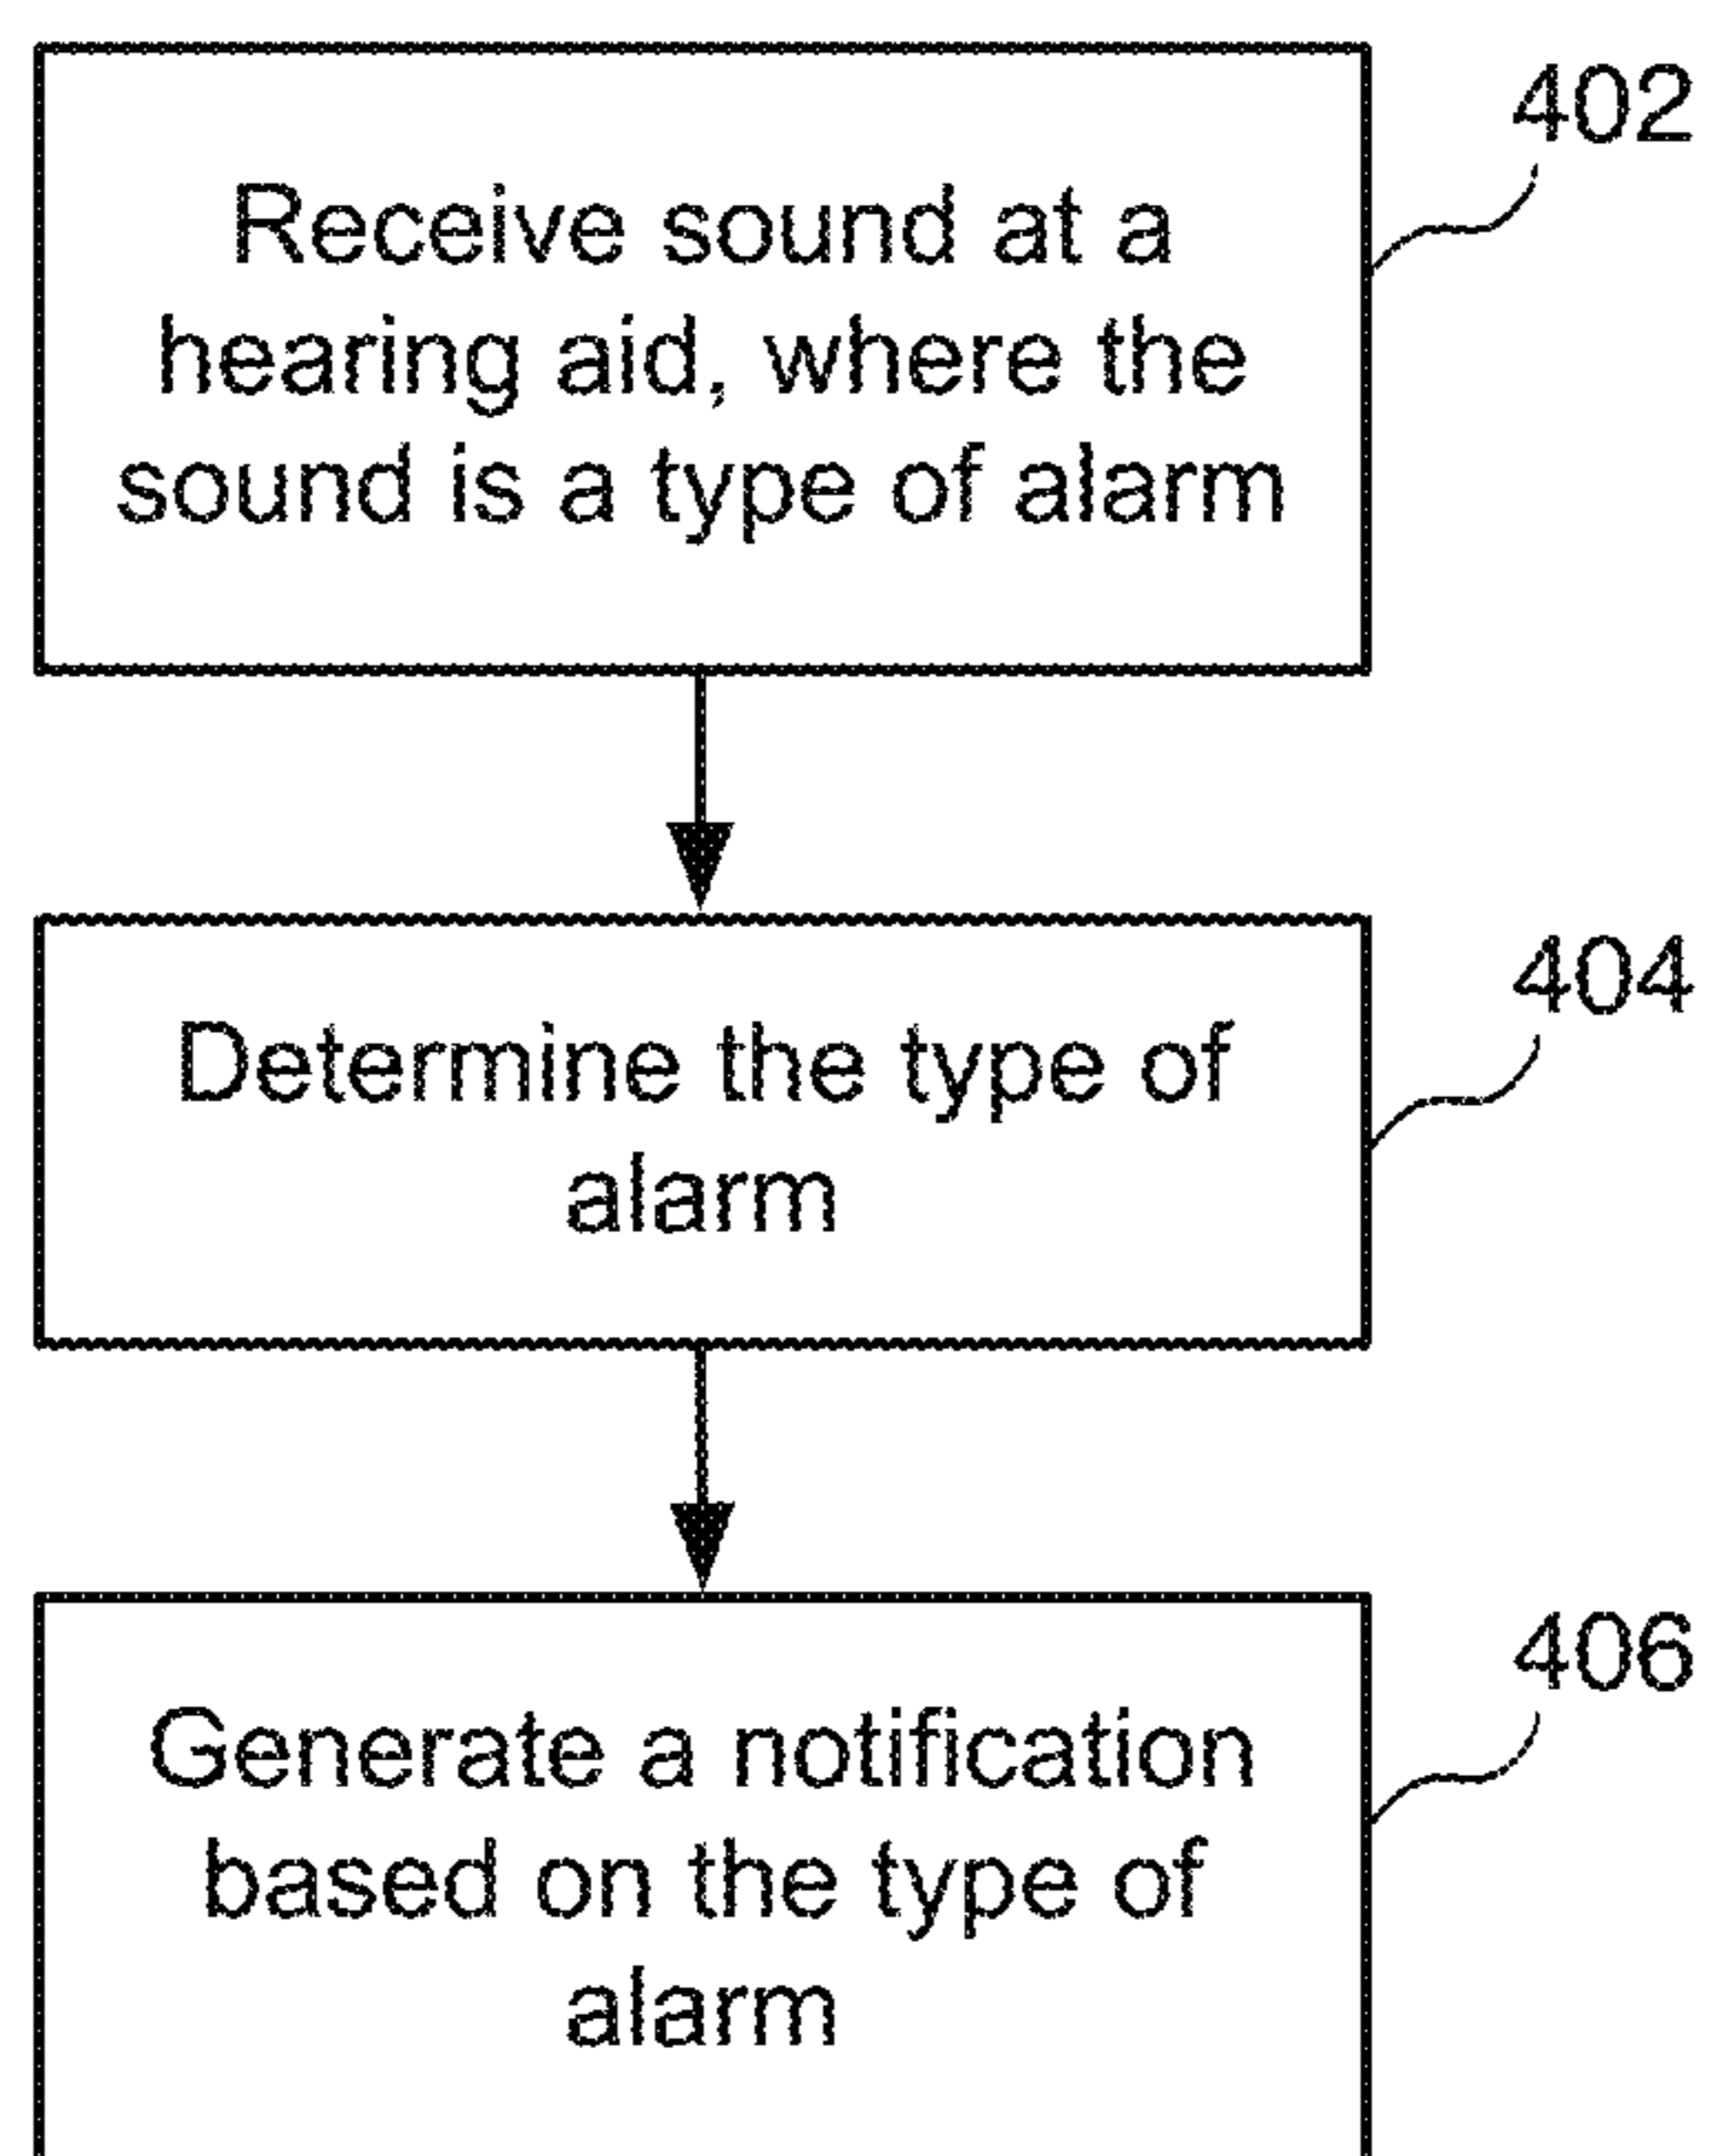 402
Receive sound at a
hearing aid, where the
sound is a type of alarm
404
Determine the type of
alarm
406
Generate a notification
based on the type of
alarm